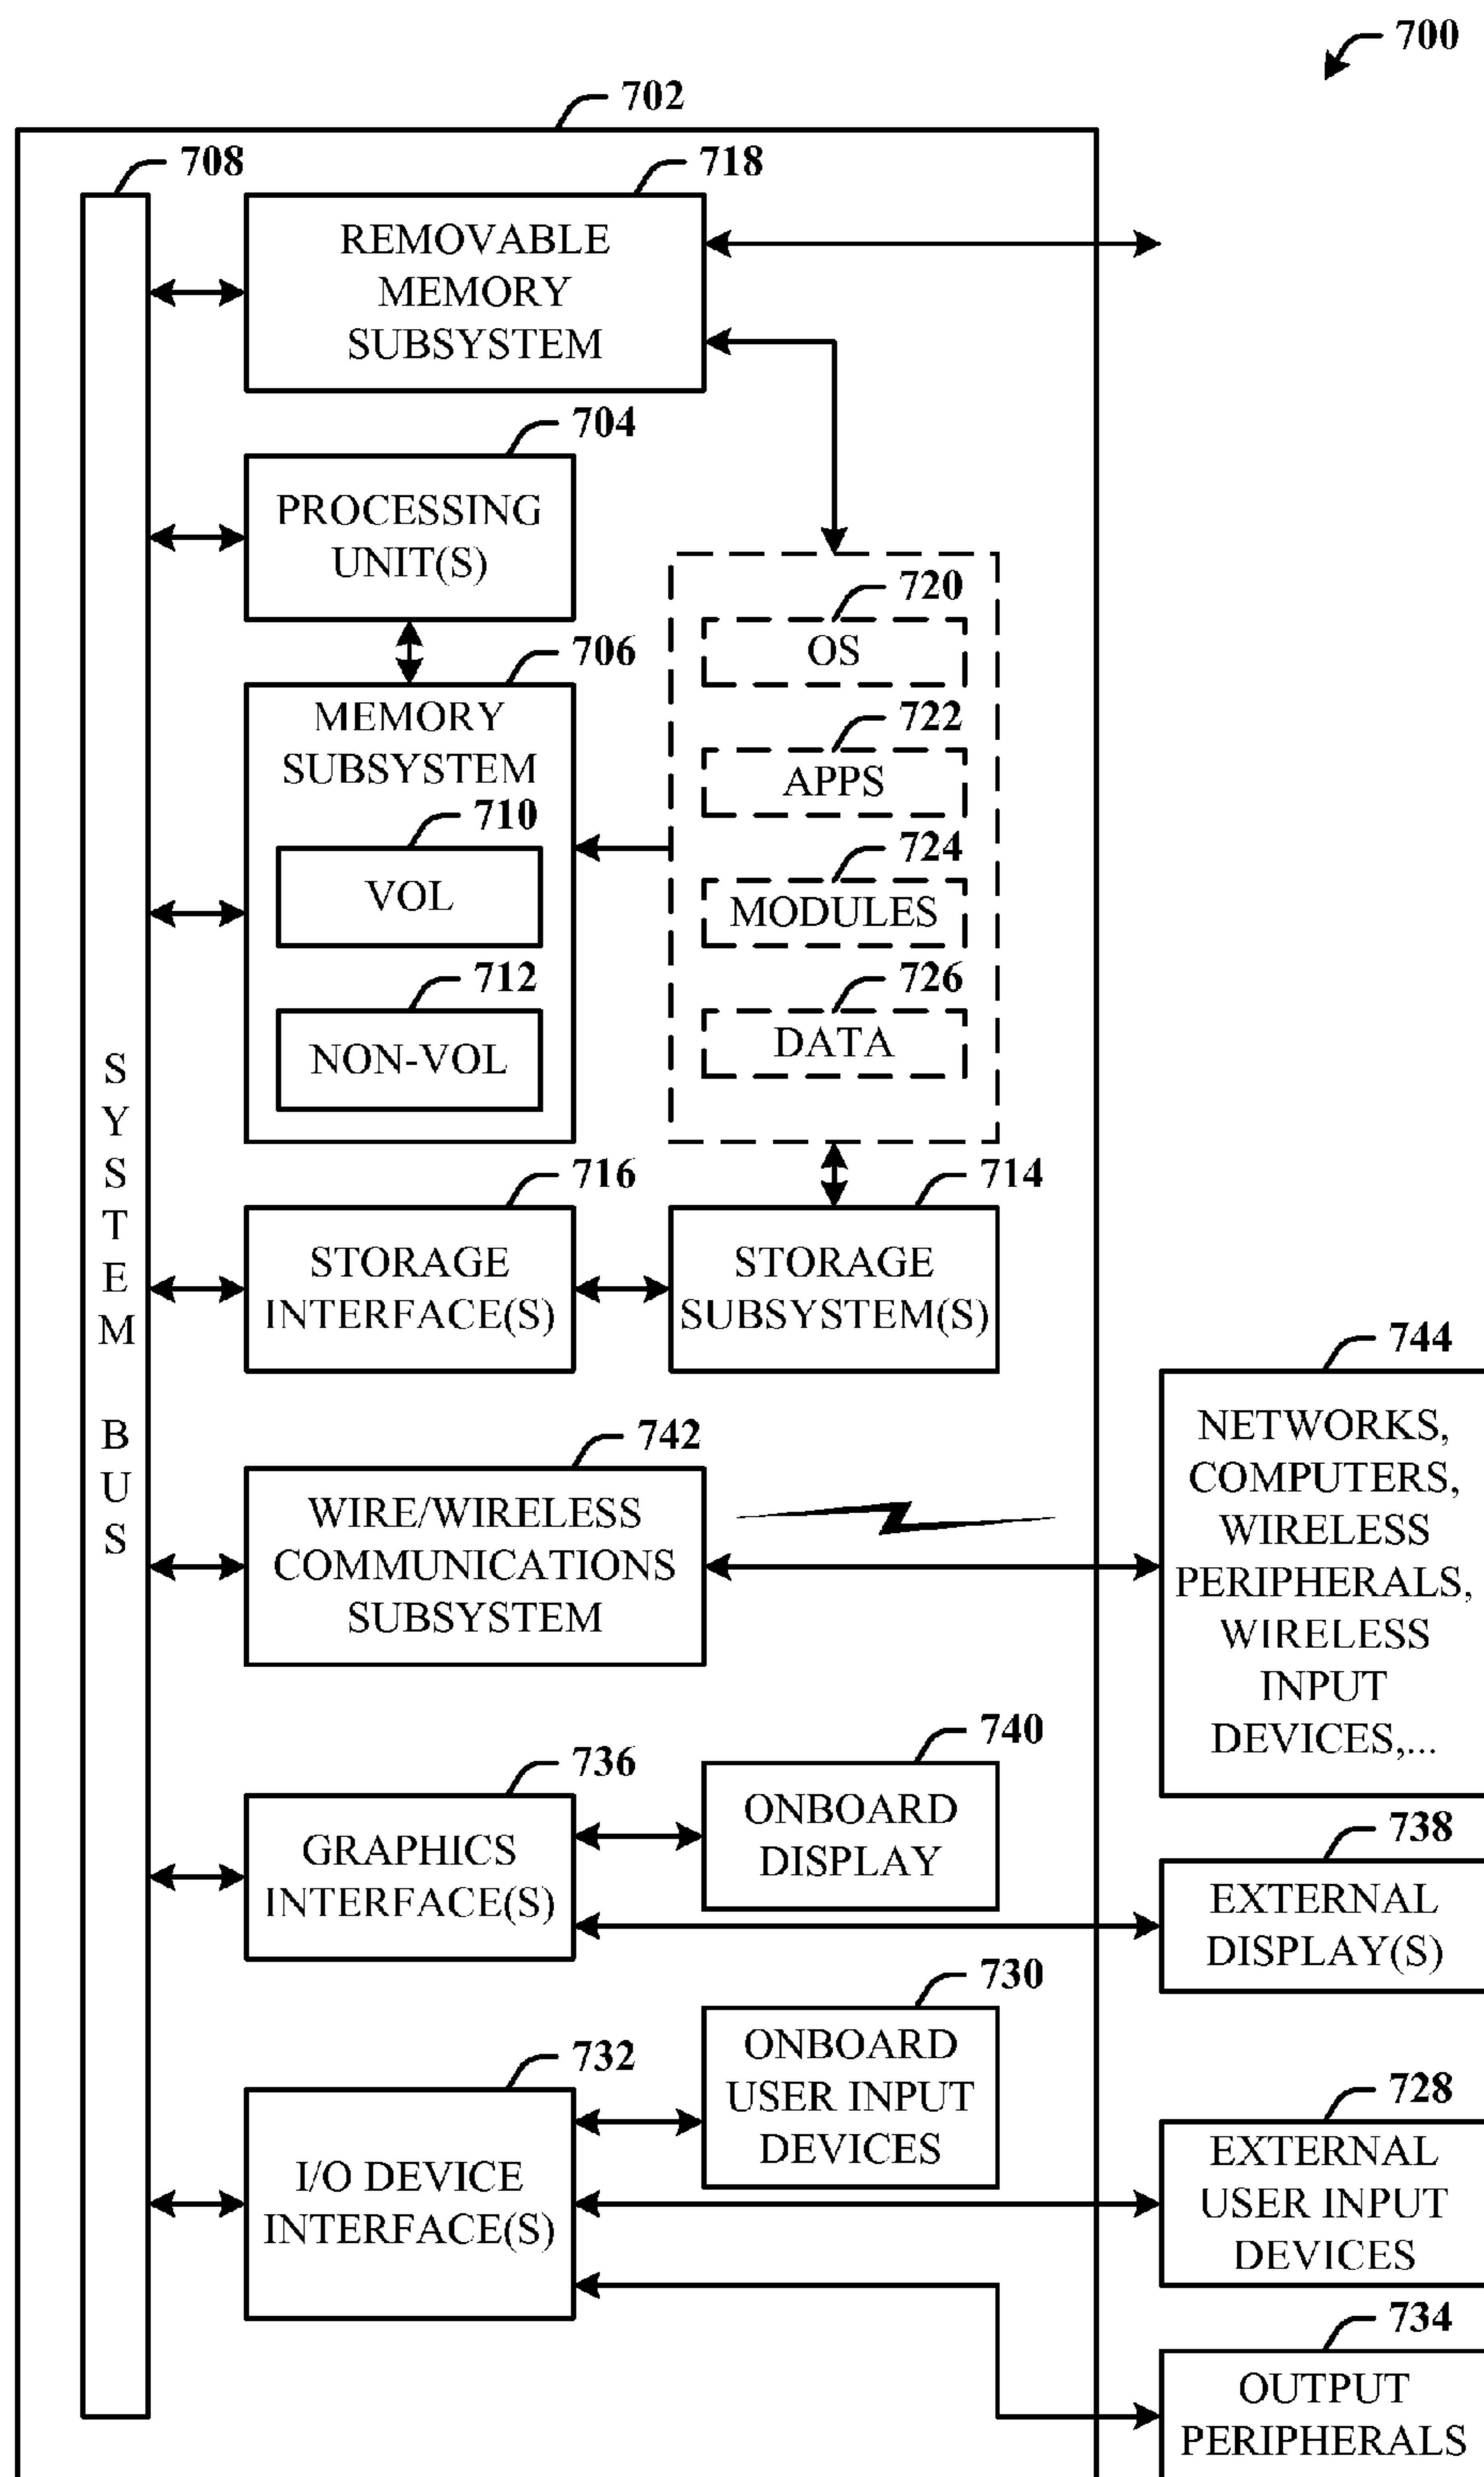 700
702
708
718
REMOVABLE
MEMORY
SUBSYSTEM
704
PROCESSING
UNIT(S)
706
MEMORY
SUBSYSTEM
710
VOL
712
NON-VOL
720
OS
722
APPS
724
MODULES
726
DATA
SYSTEM BUS
716
STORAGE
INTERFACE(S)
714
STORAGE
SUBSYSTEM(S)
742
WIRE/WIRELESS
COMMUNICATIONS
SUBSYSTEM
744
NETWORKS,
COMPUTERS,
WIRELESS
PERIPHERALS,
WIRELESS
INPUT
DEVICES,...
736
GRAPHICS
INTERFACE(S)
740
ONBOARD
DISPLAY
738
EXTERNAL
DISPLAY(S)
732
I/O DEVICE
INTERFACE(S)
730
ONBOARD
USER INPUT
DEVICES
728
EXTERNAL
USER INPUT
DEVICES
734
OUTPUT
PERIPHERALS